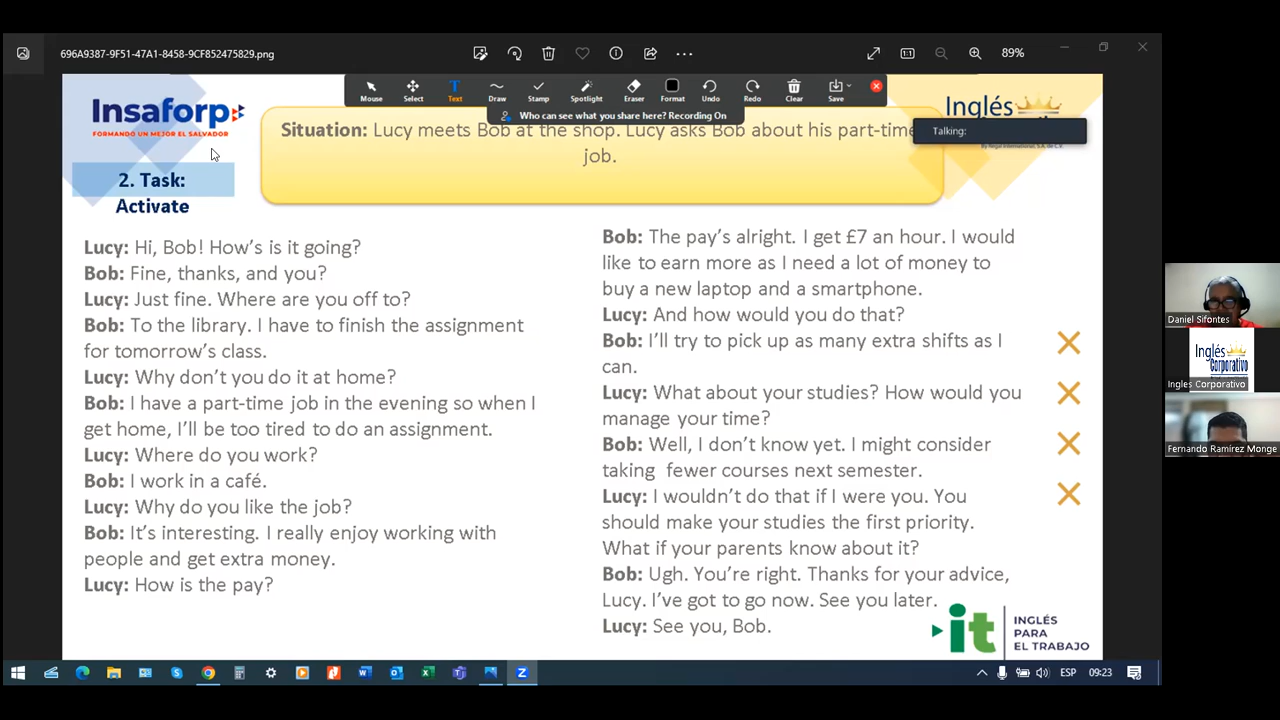 696A9387-9F51-47A1-8458-9CF852475829.png
89%
Mouse
Select
Text
Draw
Stamp
Spotlight
Eraser
Format
Undo
Redo
Clear
Save
Who can see what you share here? Recording On
Talking:
Insaforp
FORMANDO UN MEJOR EL SALVADOR
Inglés
Situation: Lucy meets Bob at the shop. Lucy asks Bob about his part-time
job.
2. Task:
Activate
Lucy: Hi, Bob! How's is it going?
Bob: Fine, thanks, and you?
Lucy: Just fine. Where are you off to?
Bob: To the library. I have to finish the assignment
for tomorrow's class.
Lucy: Why don't you do it at home?
Bob: I have a part-time job in the evening so when I
get home, I'll be too tired to do an assignment.
Lucy: Where do you work?
Bob: I work in a café.
Lucy: Why do you like the job?
Bob: It's interesting. I really enjoy working with
people and get extra money.
Lucy: How is the pay?
Bob: The pay's alright. I get £7 an hour. I would
like to earn more as I need a lot of money to
buy a new laptop and a smartphone.
Lucy: And how would you do that?
Bob: I'll try to pick up as many extra shifts as I
can.
Lucy: What about your studies? How would you
manage your time?
Bob: Well, I don't know yet. I might consider
taking fewer courses next semester.
Lucy: I wouldn't do that if I were you. You
should make your studies the first priority.
What if your parents know about it?
Bob: Ugh. You're right. Thanks for your advice,
Lucy. I've got to go now. See you later.
Lucy: See you, Bob.
it
INGLÉS
PARA
EL TRABAJO
Daniel Sifontes
Inglés
Corporativo
Ingles Corporativo
Fernando Ramírez Monge
ESP
09:23